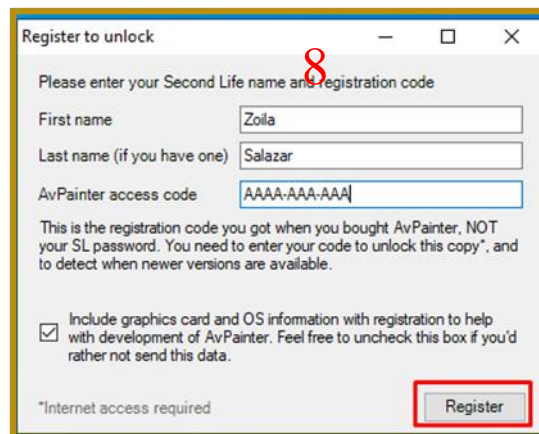 Register to unlock
8
Please enter your Second Life name and registration code
First name Zoila
Last name (if you have one) Salazar
AvPainter access code AAAA-AAA-AAA
This is the registration code you got when you bought AvPainter, NOT
your SL password. You need to enter your code to unlock this copy*, and
to detect when newer versions are available.
Include graphics card and OS information with registration to help
with development of AvPainter. Feel free to uncheck this box if you'd
rather not send this data.
*Internet access required Register